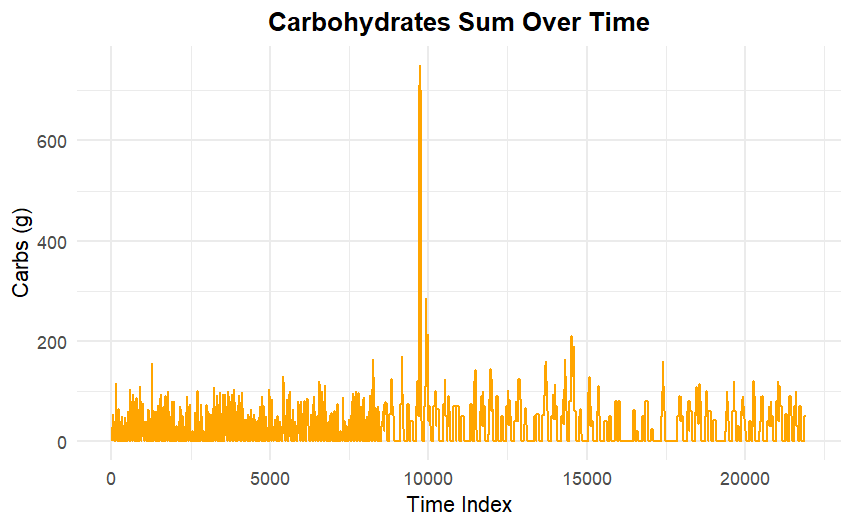 Carbohydrates Sum Over Time
Carbs (g)
600
400
200
0
0 5000 10000 15000 20000
Time Index